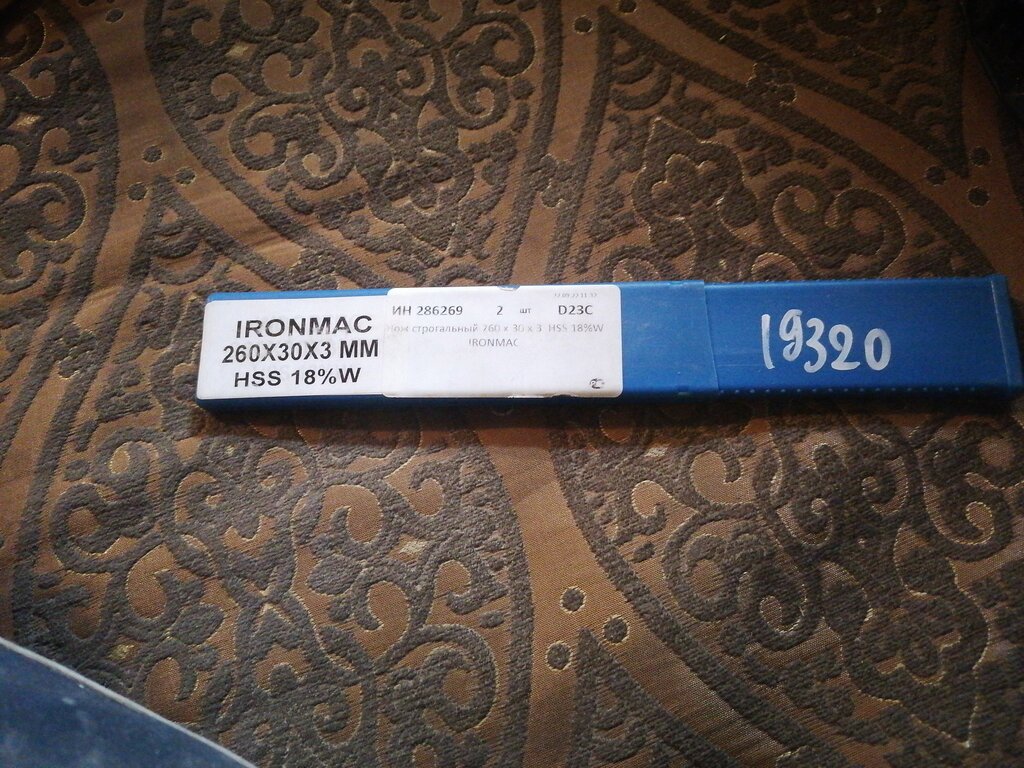 IRONMAC
260X30X3 MM
HSS 18%W
ИН 286269 2 шт D23C
Нож строгальный 260 x 30 x 3 HSS 18%W
IRONMAC
19320